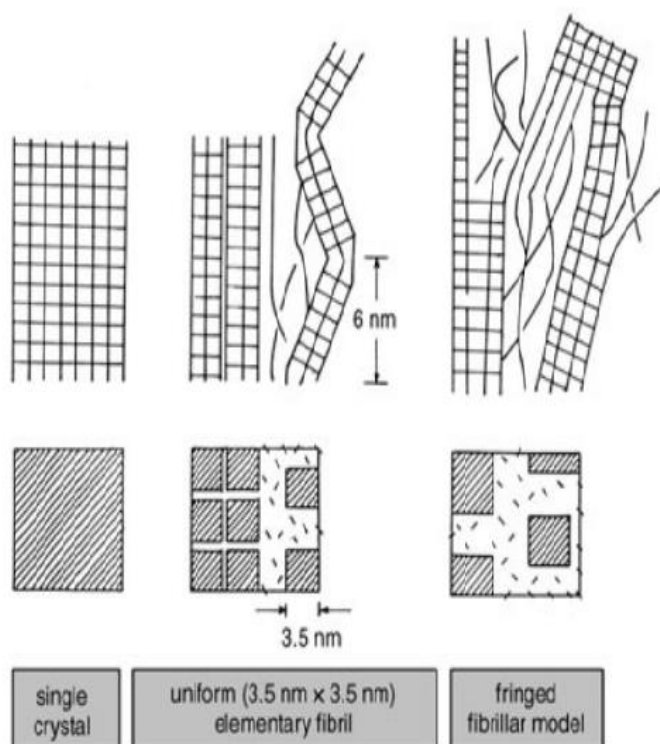 6 nm
3.5 nm
single
crystal
uniform (3.5 nm x 3.5 nm)
elementary fibril
fringed
fibrillar model